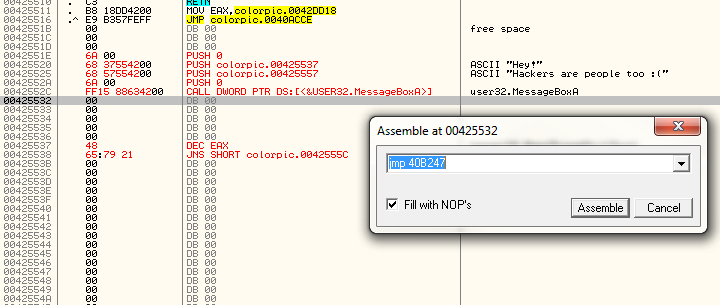 00425510 . C3 RETN
00425511 . B8 18DD4200 MOV EAX,colorpic.0042DD18
00425516 .^ E9 B357FEFF JMP colorpic.0040ACCE
0042551B 00 DB 00 free space
0042551C 00 DB 00
0042551D 00 DB 00
0042551E 6A 00 PUSH 0
00425520 68 37554200 PUSH colorpic.00425537 ASCII "Hey!"
00425525 68 57554200 PUSH colorpic.00425557 ASCII "Hackers are people too :("
0042552A 6A 00 PUSH 0
0042552C FF15 88634200 CALL DWORD PTR DS:[<&USER32.MessageBoxA>] user32.MessageBoxA
00425532 00 DB 00
00425533 00 DB 00
00425534 00 DB 00
00425535 00 DB 00
00425536 00 DB 00
00425537 48 DEC EAX
00425538 65:79 21 JNS SHORT colorpic.0042555C
0042553B 00 DB 00
0042553C 00 DB 00
0042553D 00 DB 00
0042553E 00 DB 00
0042553F 00 DB 00
00425540 00 DB 00
00425541 00 DB 00
00425542 00 DB 00
00425543 00 DB 00
00425544 00 DB 00
00425545 00 DB 00
00425546 00 DB 00
00425547 00 DB 00
00425548 00 DB 00
00425549 00 DB 00
0042554A 00 DB 00
Assemble at 00425532
jmp 40B247
Fill with NOP's
Assemble
Cancel